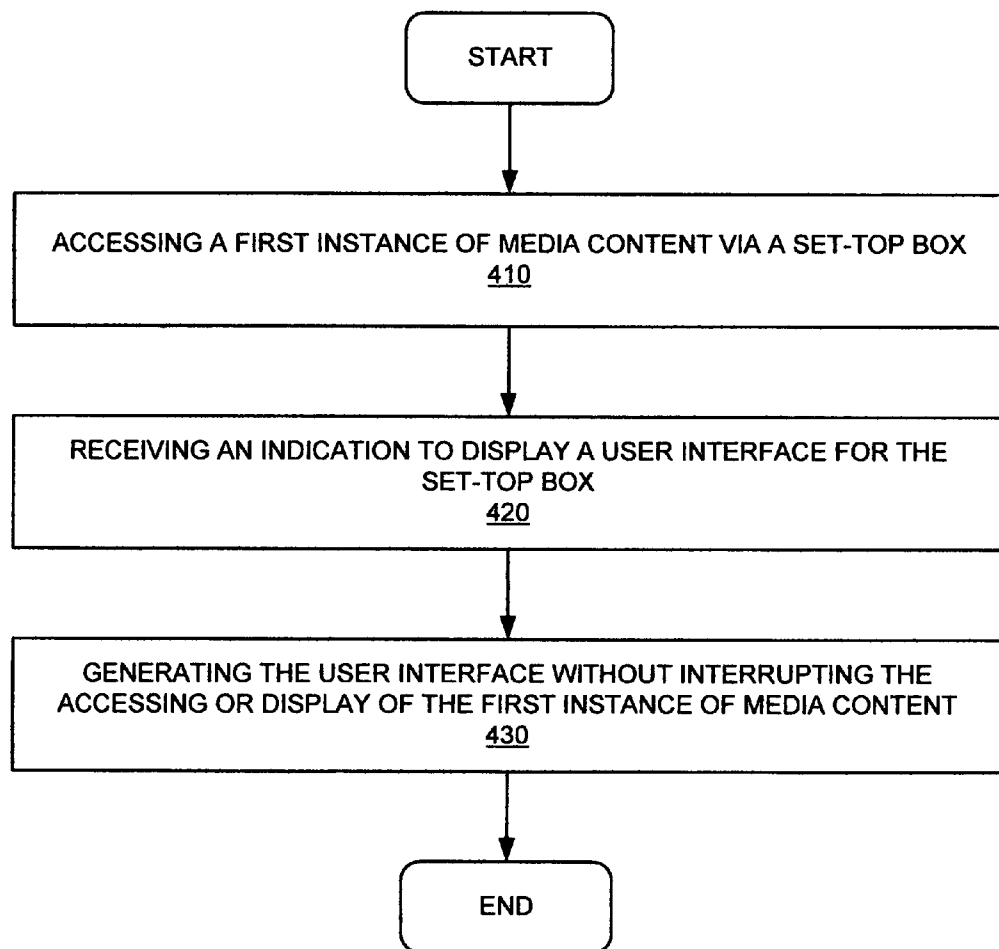 START
ACCESSING A FIRST INSTANCE OF MEDIA CONTENT VIA A SET-TOP BOX
410
RECEIVING AN INDICATION TO DISPLAY A USER INTERFACE FOR THE
SET-TOP BOX
420
GENERATING THE USER INTERFACE WITHOUT INTERRUPTING THE
ACCESSING OR DISPLAY OF THE FIRST INSTANCE OF MEDIA CONTENT
430
END